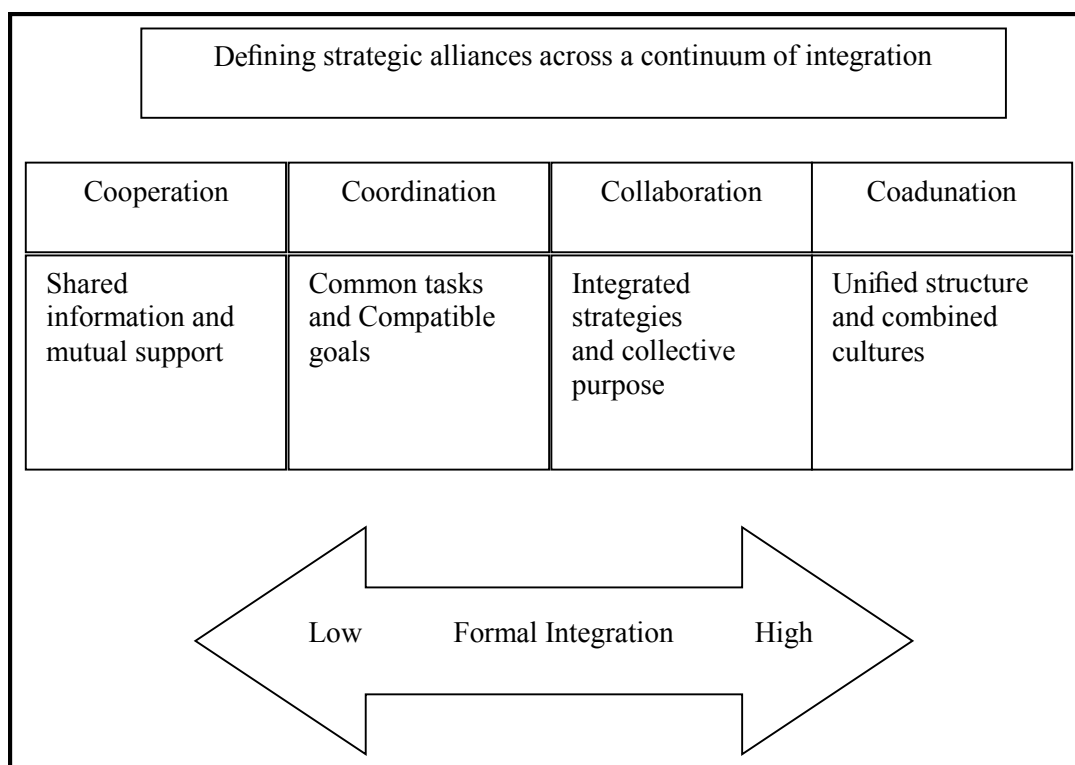 Defining strategic alliances across a continuum of integration
Cooperation
Coordination
Collaboration
Coadunation
Shared
information and
mutual support
Common tasks
and Compatible
goals
Integrated
strategies
and collective
purpose
Unified structure
and combined
cultures
Low
Formal Integration
High